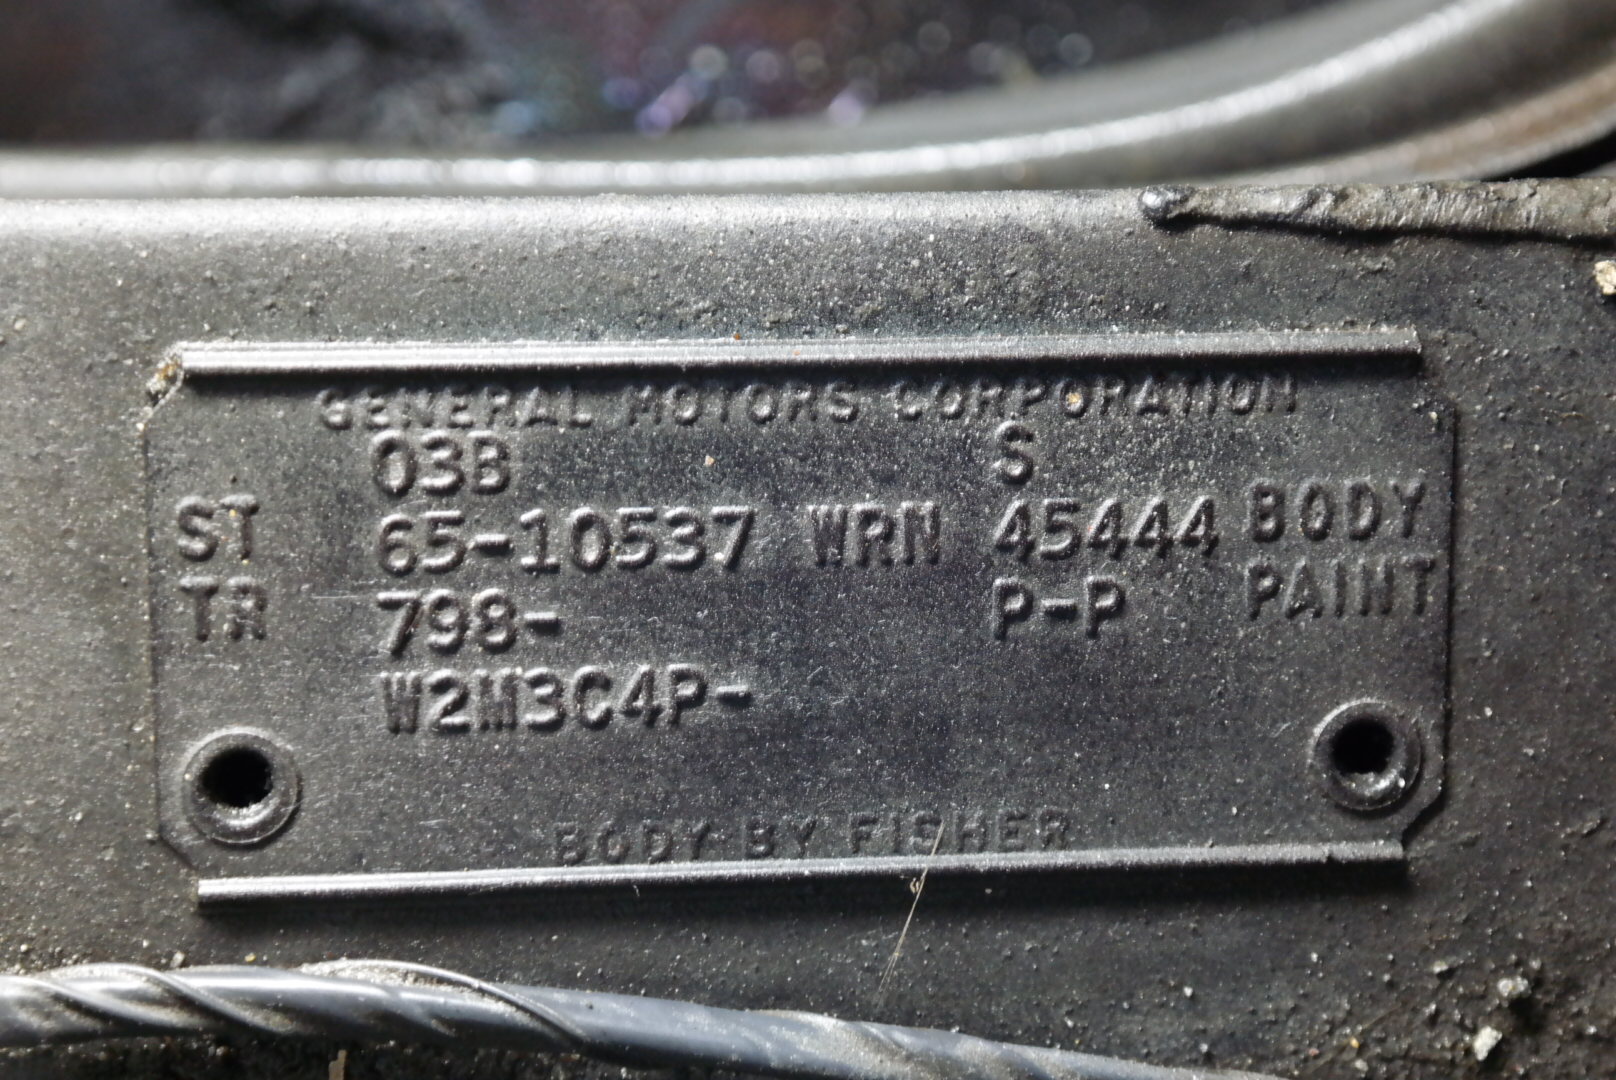 GENERAL MOTORS CORPORATION
03B S
ST 65-10537 WRN 45444 BODY
TR 798- P-P PAINT
W2M3C4P-
BODY BY FISHER